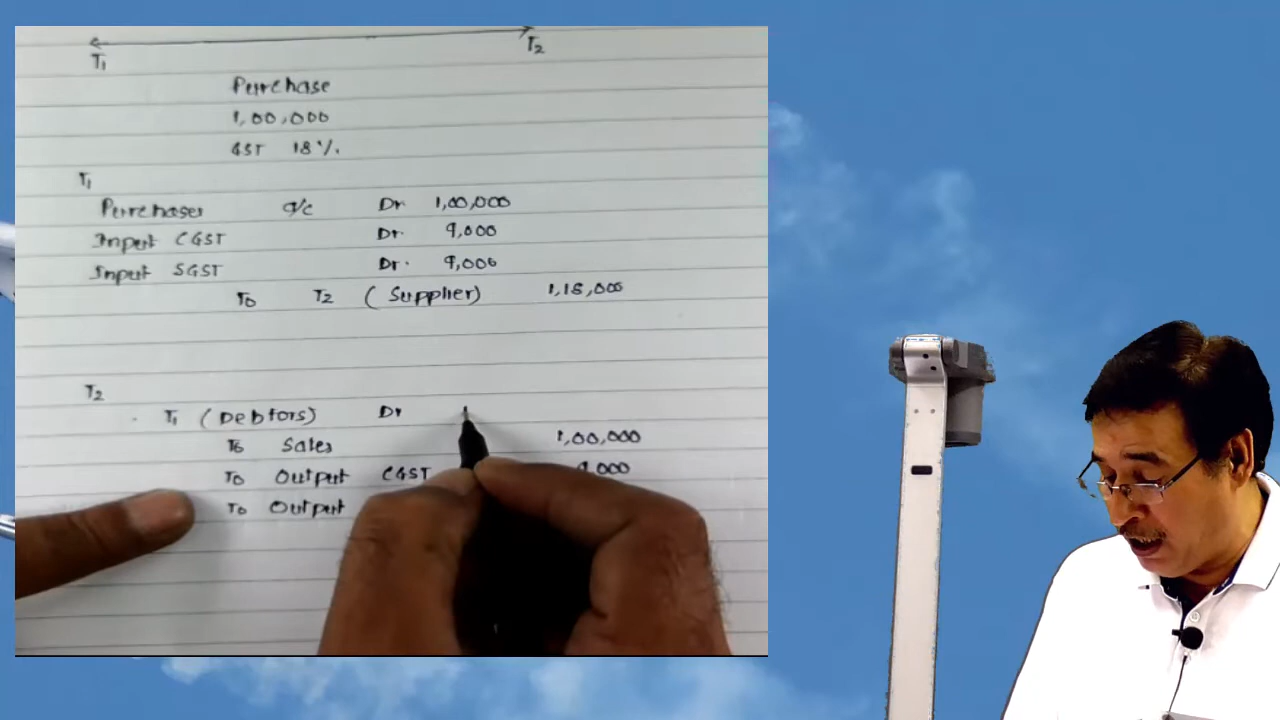 T1 T2
Purchase
1,00,000
GST 18%.
T1
Purchases a/c Dr 1,00,000
Input CGST Dr. 9,000
Input SGST Dr. 9,000
To T2 (Supplier) 1,18,000
T2
T1 (Debtors) Dr
To Sales 1,00,000
To Output CGST 9,000
To Output